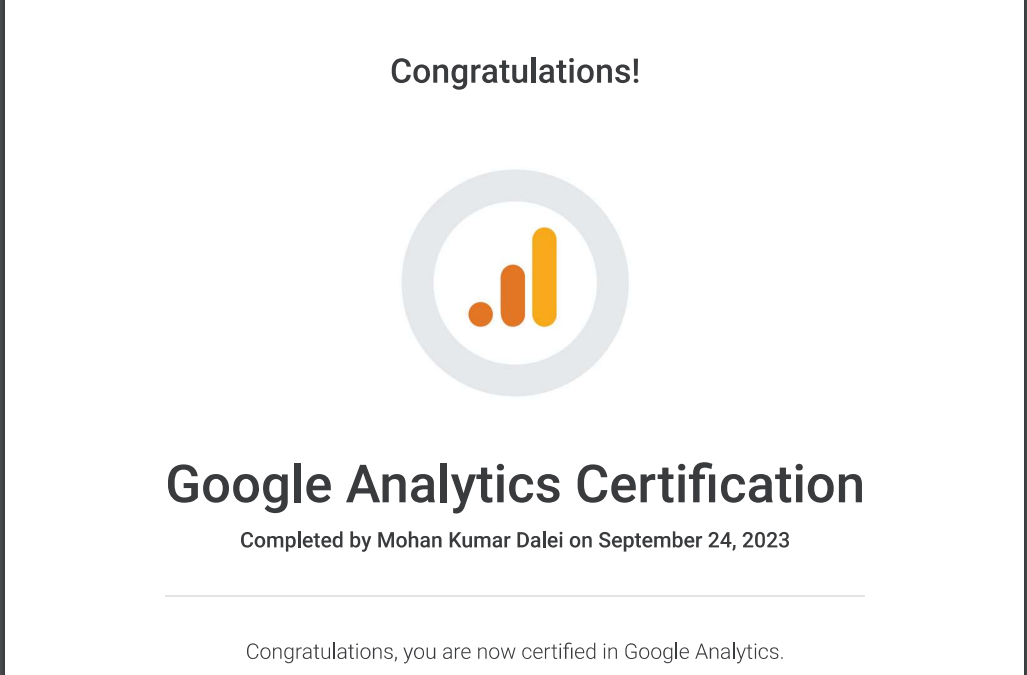 Congratulations!
Google Analytics Certification
Completed by Mohan Kumar Dalei on September 24, 2023
Congratulations, you are now certified in Google Analytics.